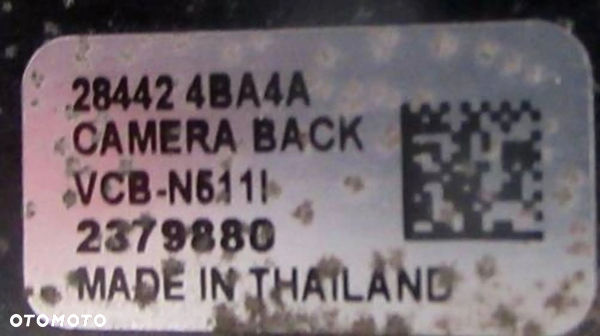 28442 4BA4A
CAMERA BACK
VCB-N511I
2379880
MADE IN THAILAND
OTOMOTO